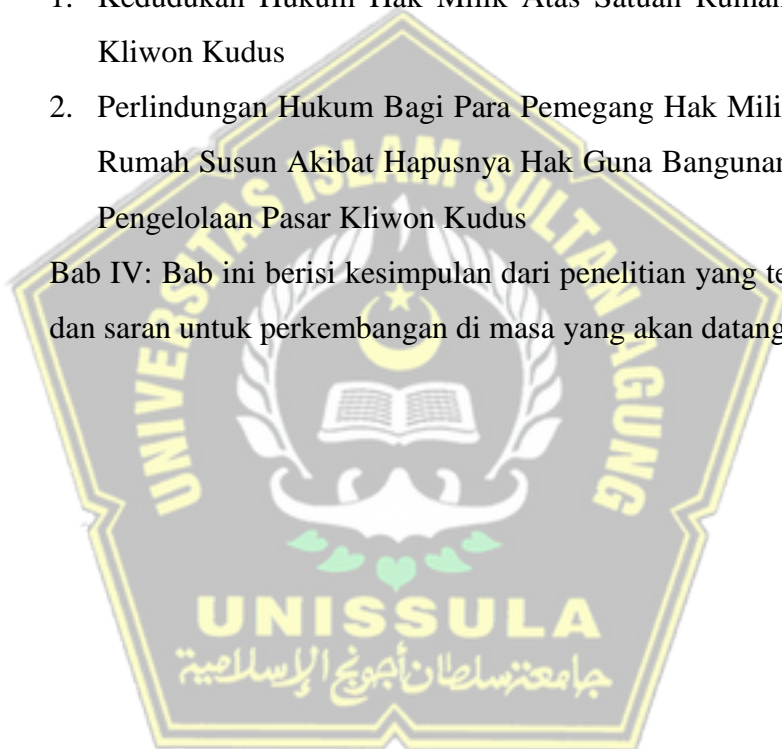 1. Kedudukan Hukum Hak Milik Atas Satuan Rumah
Kliwon Kudus
2. Perlindungan Hukum Bagi Para Pemegang Hak Mili
Rumah Susun Akibat Hapusnya Hak Guna Bangunan
Pengelolaan Pasar Kliwon Kudus
Bab IV: Bab ini berisi kesimpulan dari penelitian yang te
dan saran untuk perkembangan di masa yang akan datang
UNIVERSITAS ISLAM SULTAN AGUNG
UNISSULA
جامعة سلطان أجونج الإسلامية